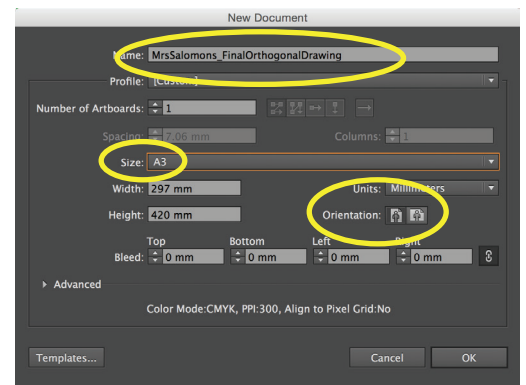 New Document
Name: MrsSalomons_FinalOrthogonalDrawing
Profile: [Custom]
Number of Artboards: 1
Spacing: 7.06 mm Columns: 1
Size: A3
Width: 297 mm Units: Millimeters
Height: 420 mm Orientation:
Top Bottom Left Right
Bleed: 0 mm 0 mm 0 mm 0 mm
Advanced
Color Mode:CMYK, PPI:300, Align to Pixel Grid:No
Templates... Cancel OK